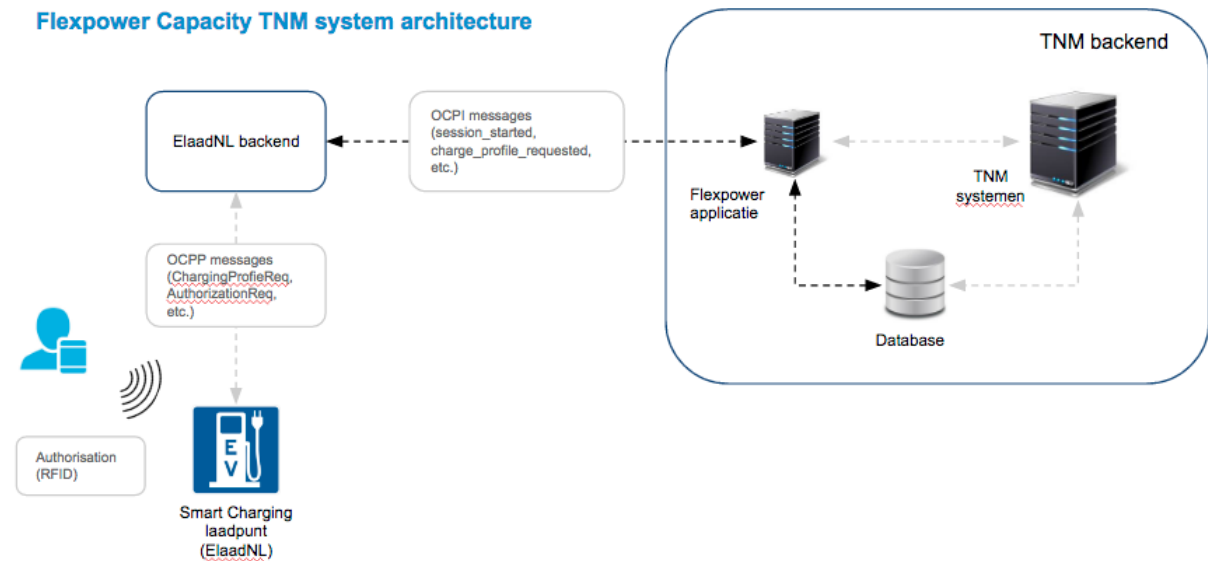 Flexpower Capacity TNM system architecture
TNM backend
ElaadNL backend
OCPI messages
(session_started,
charge_profile_requested,
etc.)
Flexpower
applicatie
TNM
systemen
OCPP messages
(ChargingProfieReq,
AuthorizationReq,
etc.)
Database
Authorisation
(RFID)
E
V
Smart Charging
laadpunt
(ElaadNL)